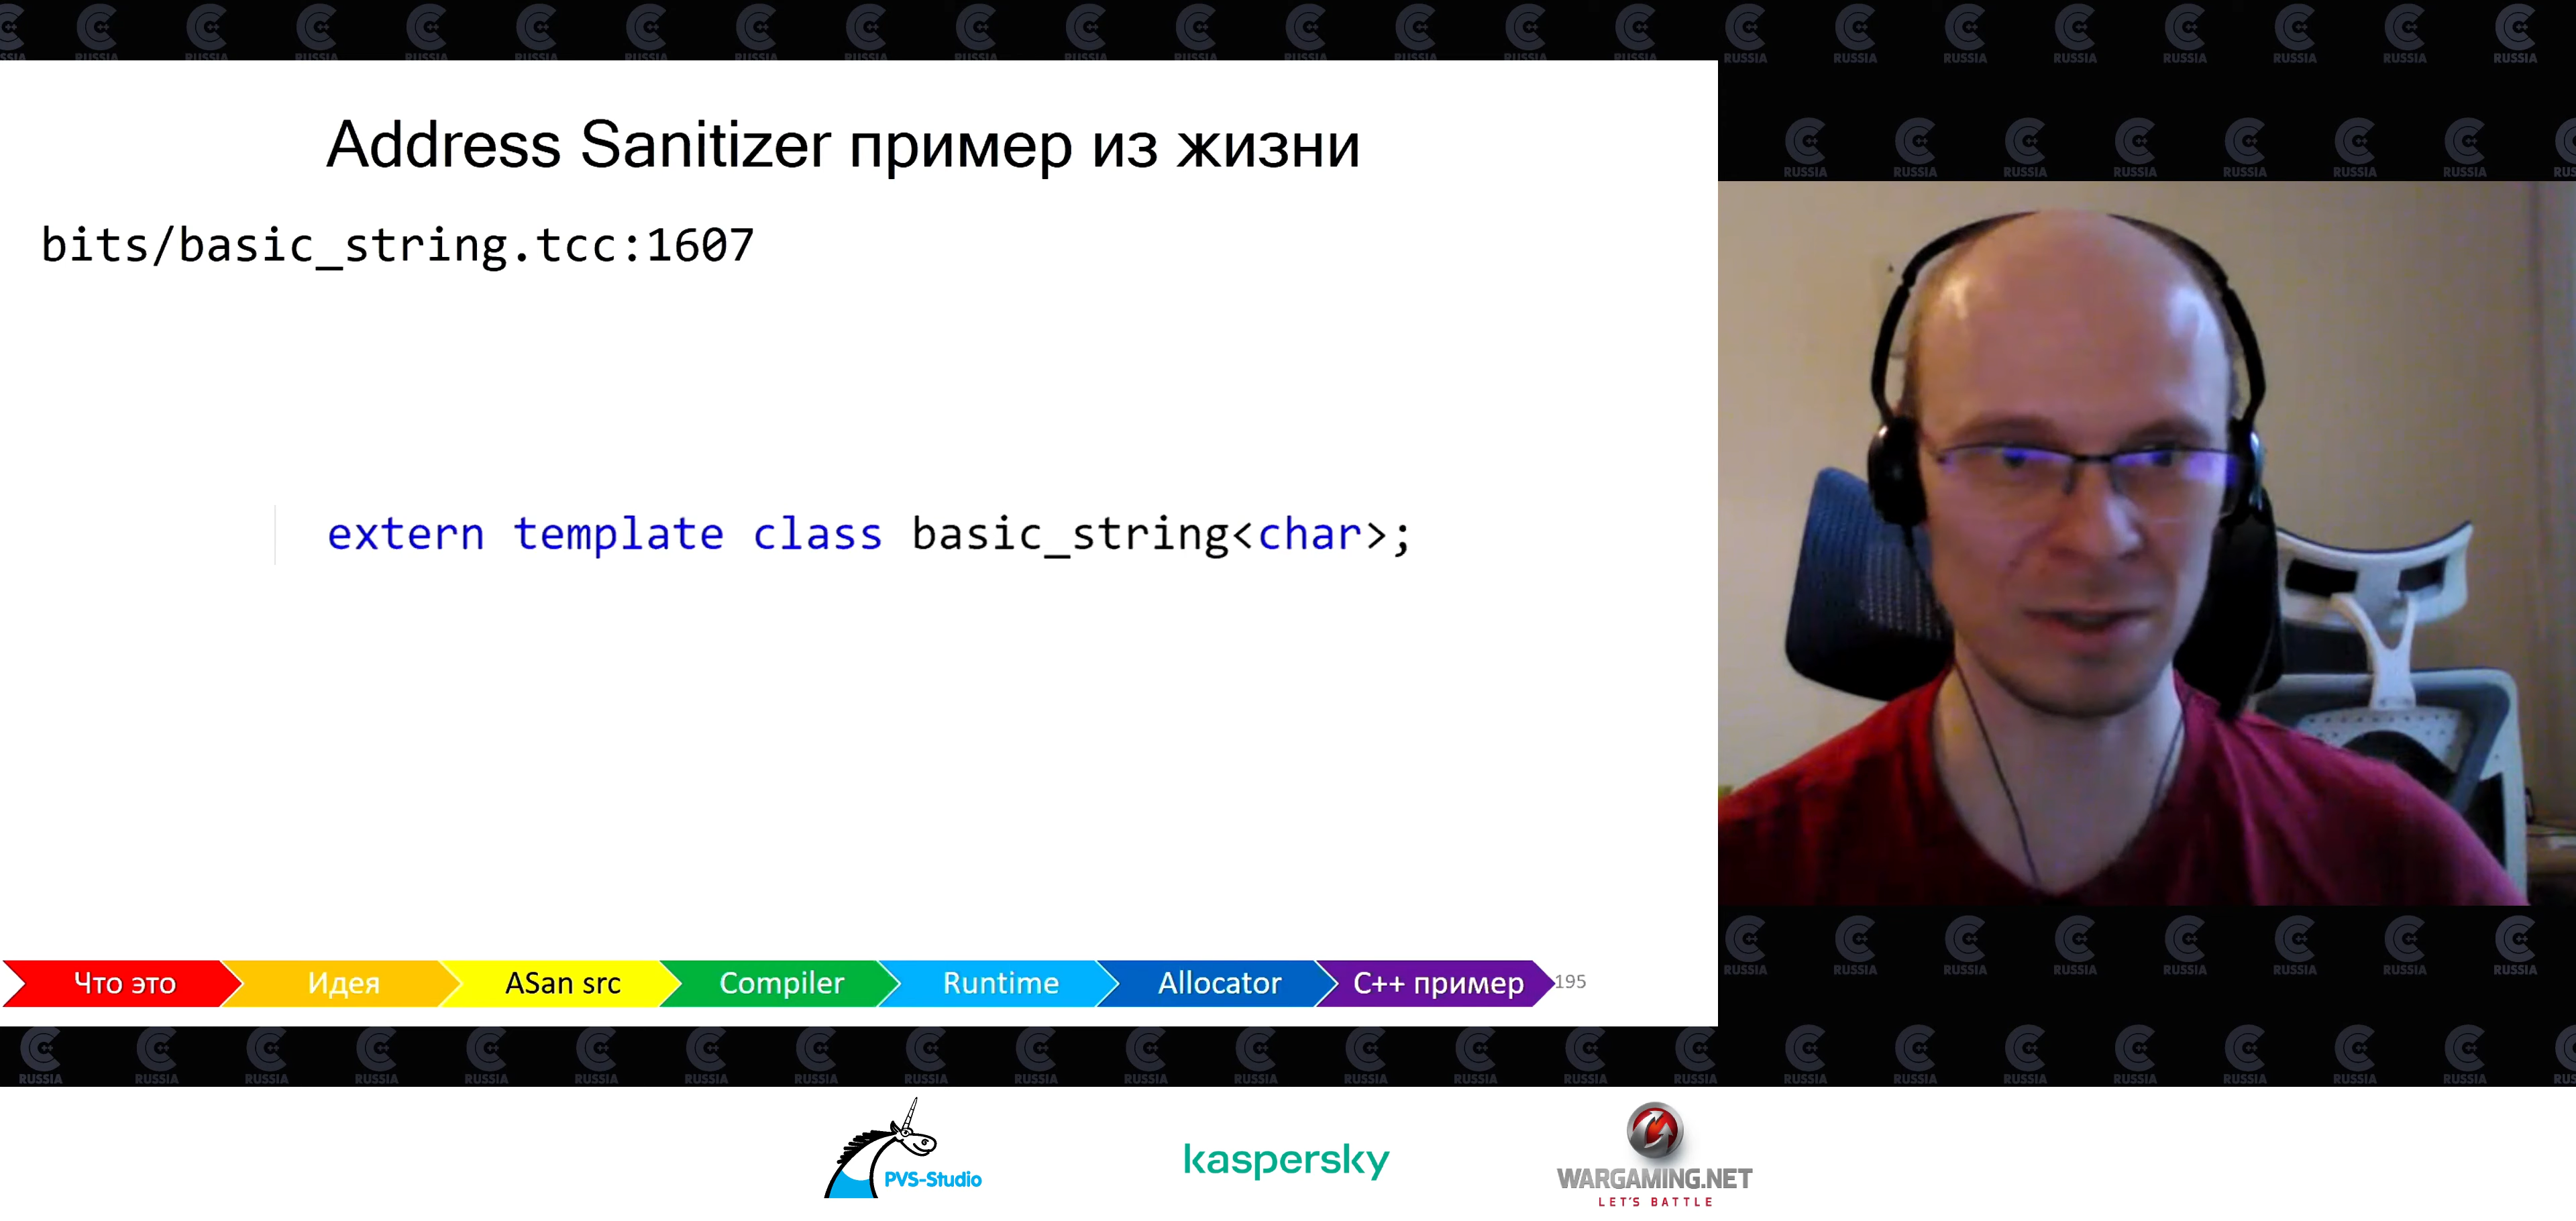 Address Sanitizer пример из жизни
bits/basic_string.tcc:1607
extern template class basic_string<char>;
Что это
Идея
ASan src
Compiler
Runtime
Allocator
C++ пример
195
PVS-Studio
kaspersky
WARGAMING.NET
LET'S BATTLE
RUSSIA